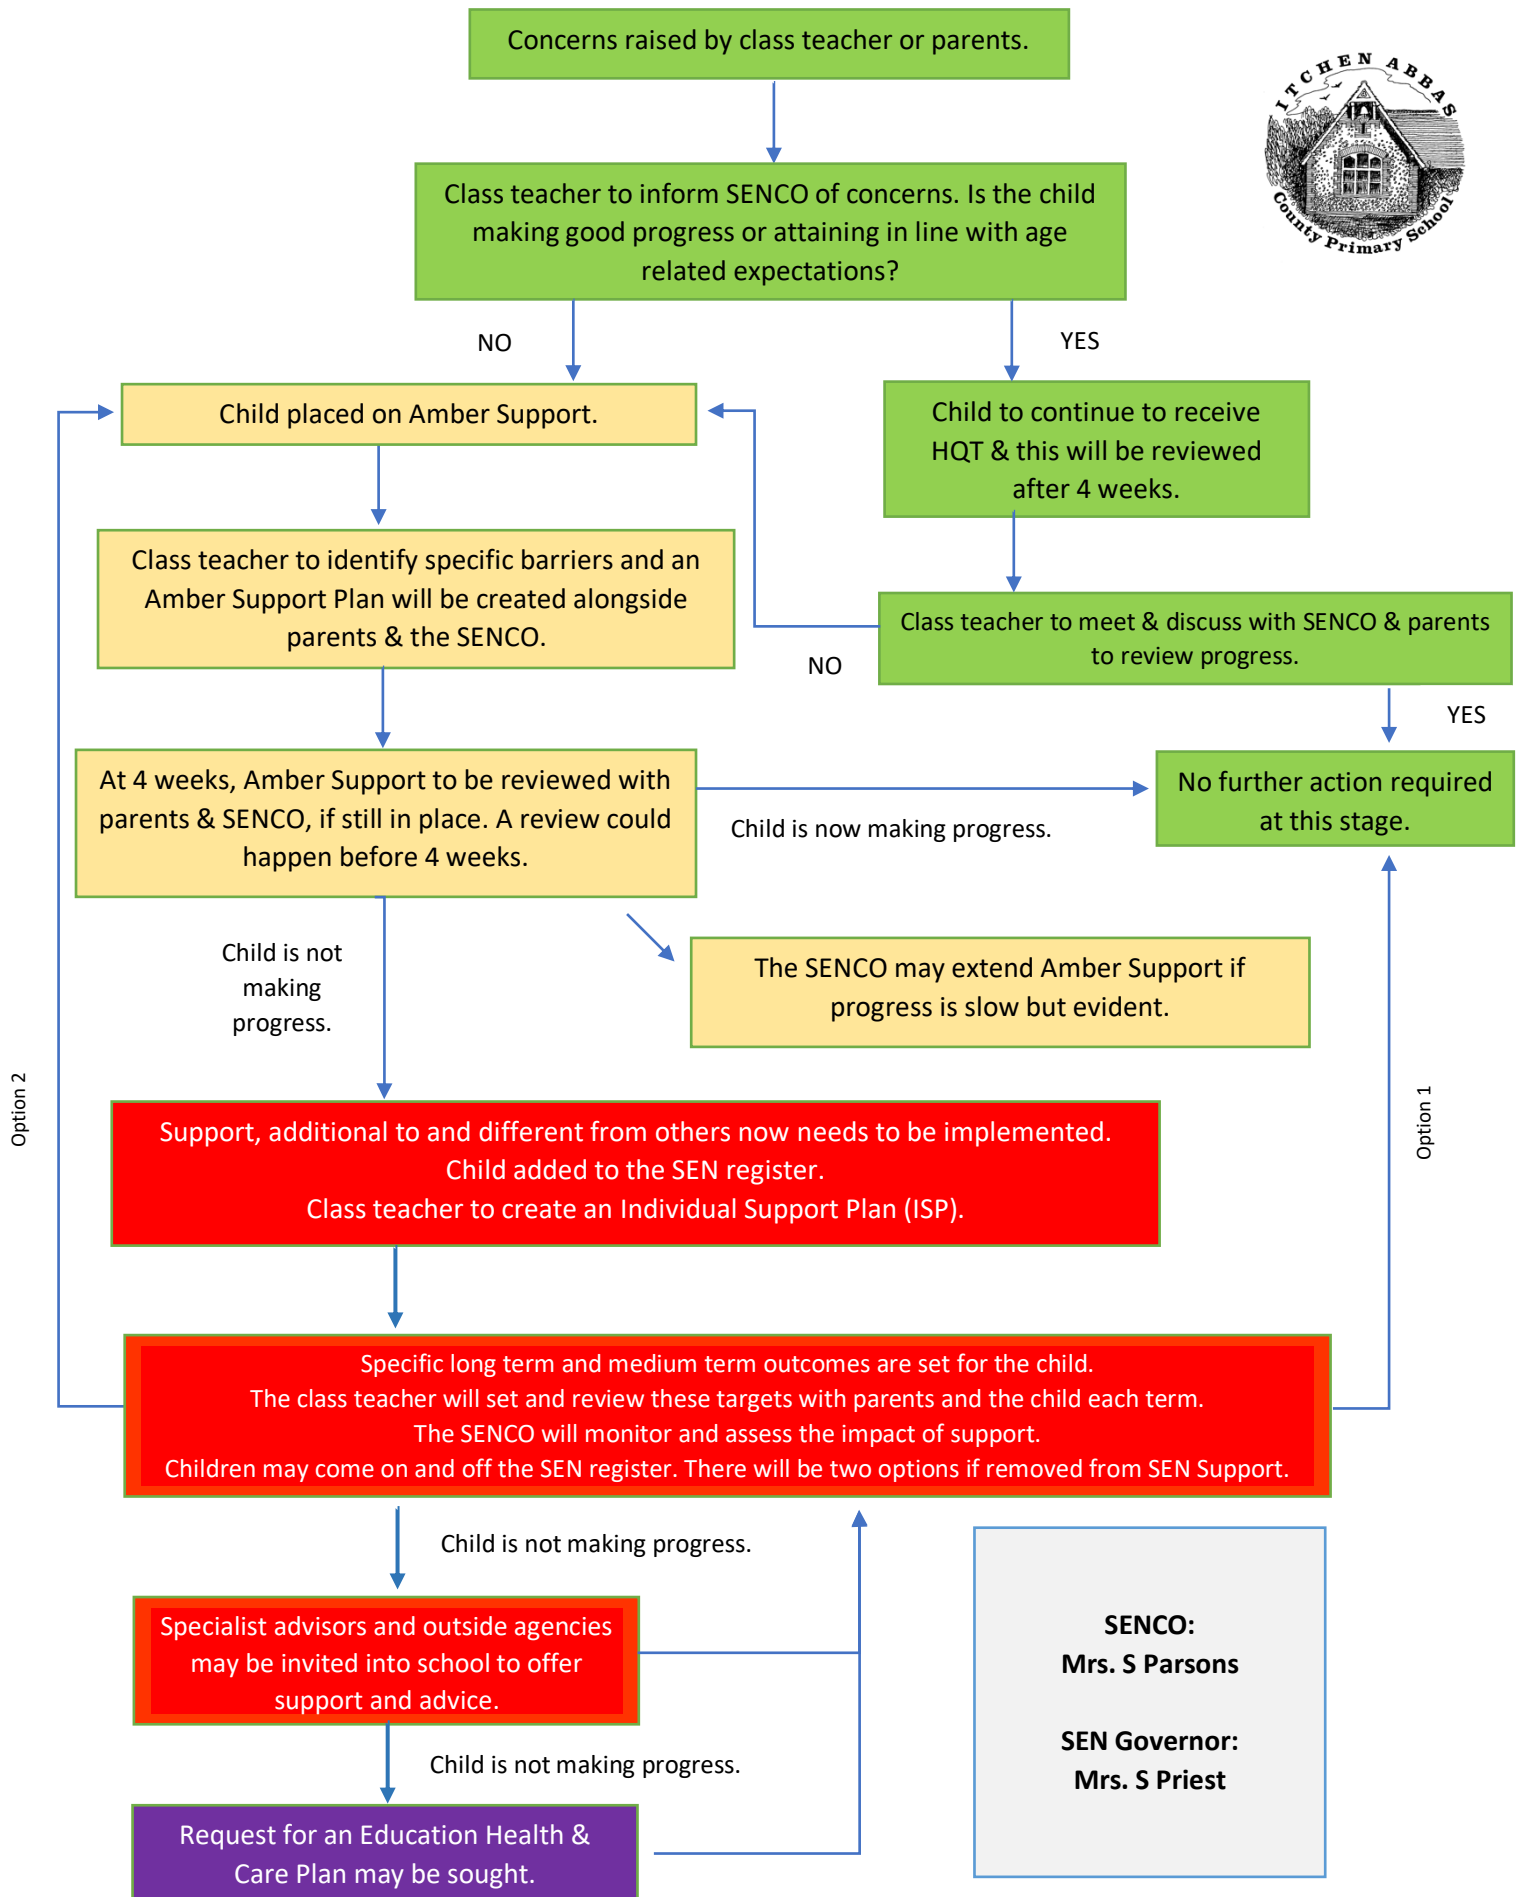 Concerns raised by class teacher or parents.
ITCHEN ABBAS
County Primary School
Class teacher to inform SENCO of concerns. Is the child
making good progress or attaining in line with age
related expectations?
NO
YES
Child placed on Amber Support.
Child to continue to receive
HQT & this will be reviewed
after 4 weeks.
Class teacher to identify specific barriers and an
Amber Support Plan will be created alongside
parents & the SENCO.
Class teacher to meet & discuss with SENCO & parents
to review progress.
NO
YES
At 4 weeks, Amber Support to be reviewed with
parents & SENCO, if still in place. A review could
happen before 4 weeks.
Child is now making progress.
No further action required
at this stage.
Child is not
making
progress.
The SENCO may extend Amber Support if
progress is slow but evident.
Option 2
Option 1
Support, additional to and different from others now needs to be implemented.
Child added to the SEN register.
Class teacher to create an Individual Support Plan (ISP).
Specific long term and medium term outcomes are set for the child.
The class teacher will set and review these targets with parents and the child each term.
The SENCO will monitor and assess the impact of support.
Children may come on and off the SEN register. There will be two options if removed from SEN Support.
Child is not making progress.
Specialist advisors and outside agencies
may be invited into school to offer
support and advice.
Child is not making progress.
Request for an Education Health &
Care Plan may be sought.
SENCO:
Mrs. S Parsons
SEN Governor:
Mrs. S Priest